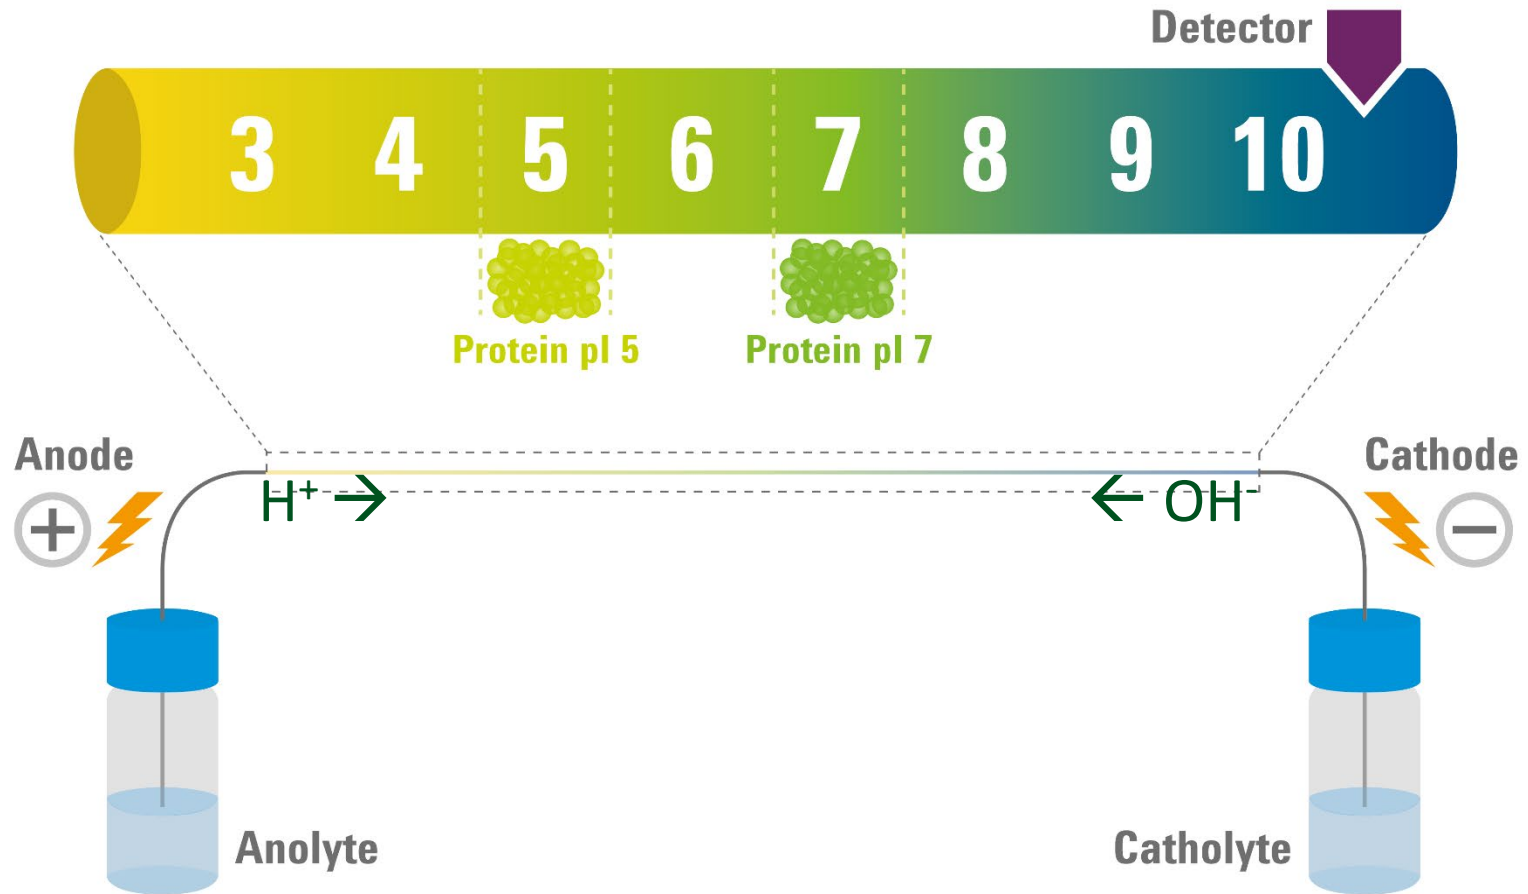 Detector
3 4 5 6 7 8 9 10
Protein pI 5 Protein pI 7
Anode Cathode
+ −
H⁺ → ← OH⁻
Anolyte Catholyte